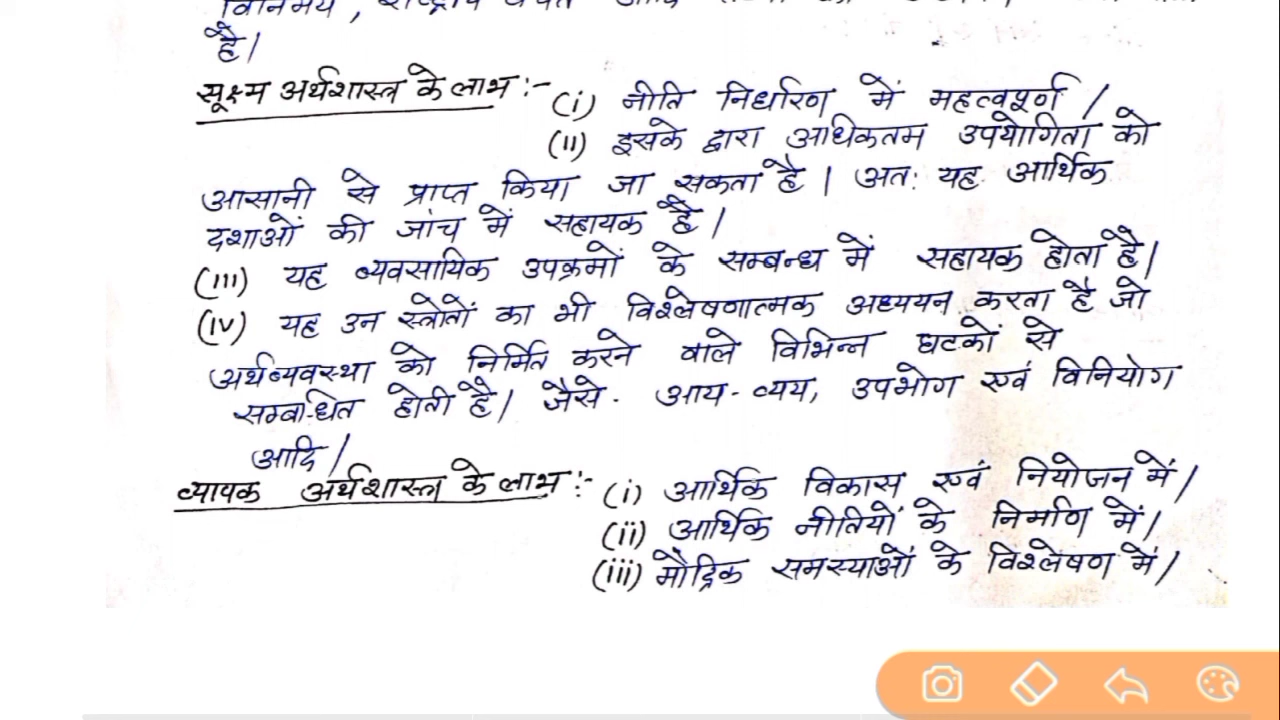 विनिमय, राष्ट्रीय
है।
सूक्ष्म अर्थशास्त्र के लाभ :- (i) नीति निर्धारण में महत्वपूर्ण।
(ii) इसके द्वारा अधिकतम उपयोगिता को
आसानी से प्राप्त किया जा सकता है। अतः यह आर्थिक
दशाओं की जांच में सहायक है।
(iii) यह व्यवसायिक उपक्रमों के सम्बन्ध में सहायक होता है।
(iv) यह उन स्त्रोतों का भी विश्लेषणात्मक अध्ययन करता है जो
अर्थव्यवस्था को निर्मित करने वाले विभिन्न घटकों से
सम्बन्धित होती है। जैसे- आय-व्यय, उपभोग एवं विनियोग
आदि।
व्यापक अर्थशास्त्र के लाभ :- (i) आर्थिक विकास एवं नियोजन में।
(ii) आर्थिक नीतियों के निर्माण में।
(iii) मौद्रिक समस्याओं के विश्लेषण में।